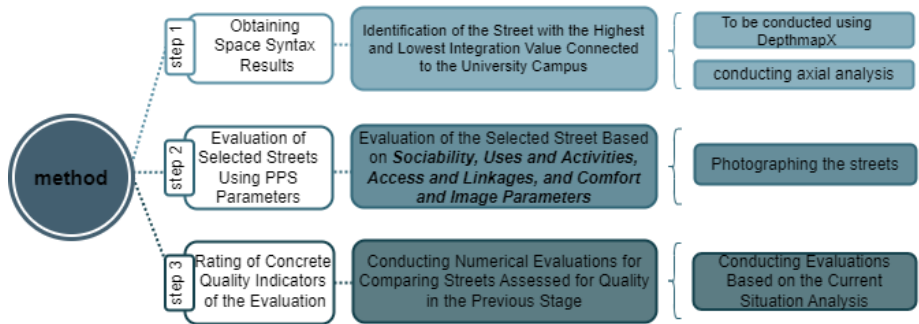 method
step 1
Obtaining
Space Syntax
Results
Identification of the Street with the Highest
and Lowest Integration Value Connected
to the University Campus
To be conducted using
DepthmapX
conducting axial analysis
step 2
Evaluation of
Selected Streets
Using PPS
Parameters
Evaluation of the Selected Street Based
on Sociability, Uses and Activities,
Access and Linkages, and Comfort
and Image Parameters
Photographing the streets
step 3
Rating of Concrete
Quality Indicators
of the Evaluation
Conducting Numerical Evaluations for
Comparing Streets Assessed for Quality
in the Previous Stage
Conducting Evaluations
Based on the Current
Situation Analysis